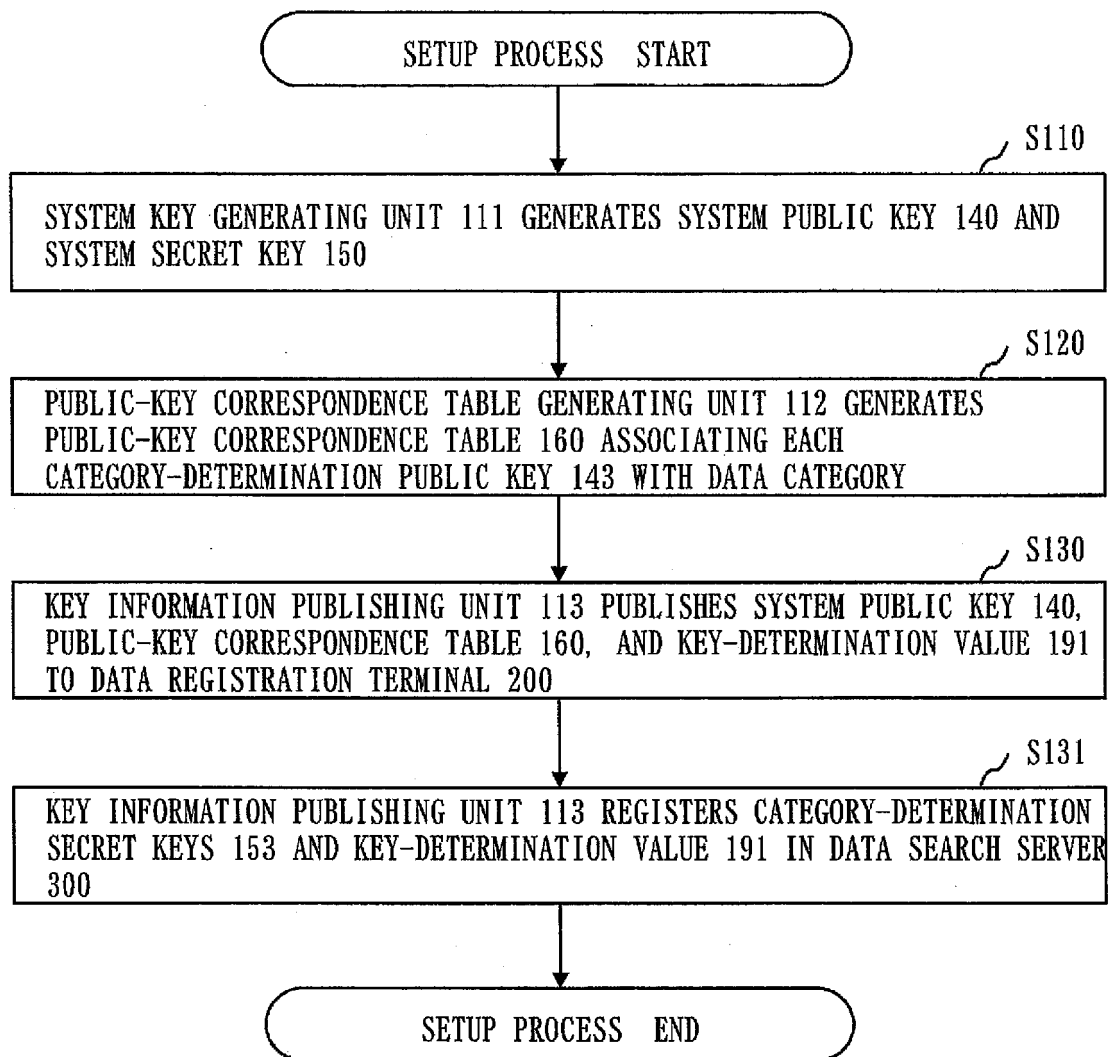 SETUP PROCESS START
S110
SYSTEM KEY GENERATING UNIT 111 GENERATES SYSTEM PUBLIC KEY 140 AND
SYSTEM SECRET KEY 150
S120
PUBLIC-KEY CORRESPONDENCE TABLE GENERATING UNIT 112 GENERATES
PUBLIC-KEY CORRESPONDENCE TABLE 160 ASSOCIATING EACH
CATEGORY-DETERMINATION PUBLIC KEY 143 WITH DATA CATEGORY
S130
KEY INFORMATION PUBLISHING UNIT 113 PUBLISHES SYSTEM PUBLIC KEY 140,
PUBLIC-KEY CORRESPONDENCE TABLE 160, AND KEY-DETERMINATION VALUE 191
TO DATA REGISTRATION TERMINAL 200
S131
KEY INFORMATION PUBLISHING UNIT 113 REGISTERS CATEGORY-DETERMINATION
SECRET KEYS 153 AND KEY-DETERMINATION VALUE 191 IN DATA SEARCH SERVER
300
SETUP PROCESS END